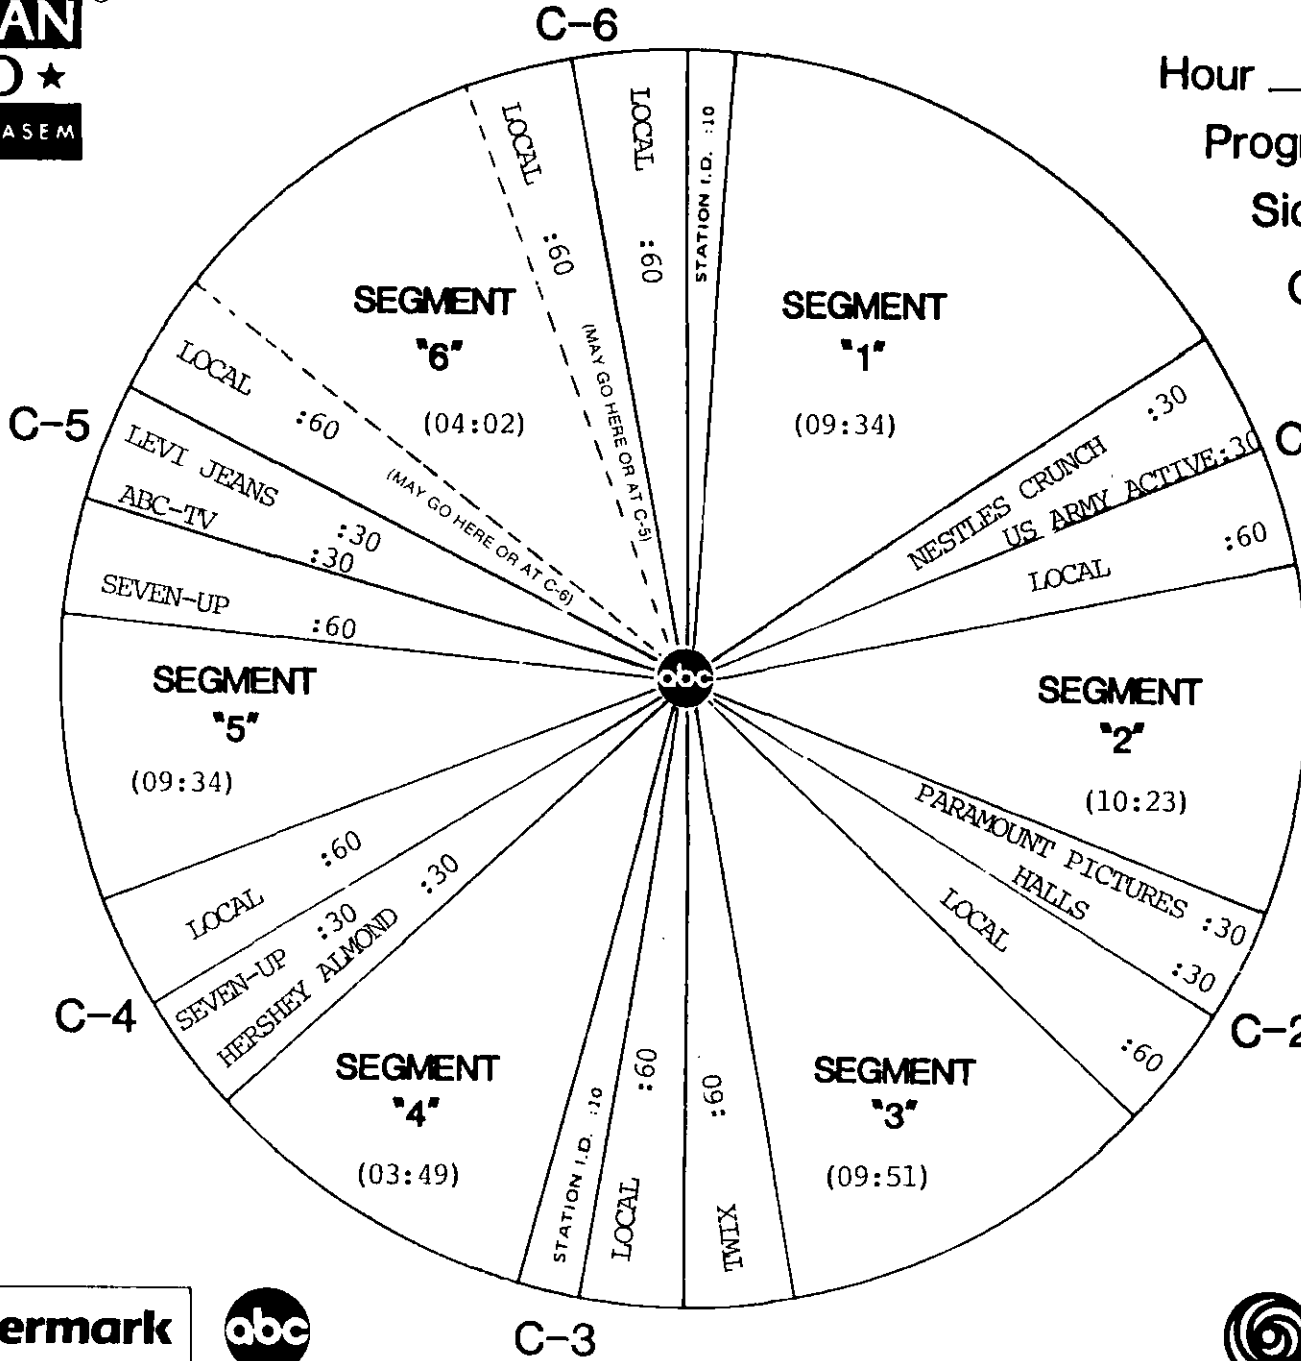 C-6
AN
D ★
ASEM
Hour
LOCAL :60
(MAY GO HERE OR AT C-5)
LOCAL :60
STATION I.D. :10
SEGMENT
"1"
(09:34)
NESTLES CRUNCH :30
US ARMY ACTIVE :30
LOCAL :60
SEGMENT
"2"
(10:23)
PARAMOUNT PICTURES :30
HALLS :30
C-2
LOCAL :60
SEGMENT
"3"
(09:51)
TWIX :60
C-3
LOCAL :60
STATION I.D. :10
SEGMENT
"4"
(03:49)
HERSHEY ALMOND :30
SEVEN-UP :30
C-4
LOCAL :60
SEGMENT
"5"
(09:34)
SEVEN-UP :60
ABC-TV :30
LEVI JEANS :30
C-5
LOCAL :60
(MAY GO HERE OR AT C-6)
SEGMENT
"6"
(04:02)
abc
ermark
abc